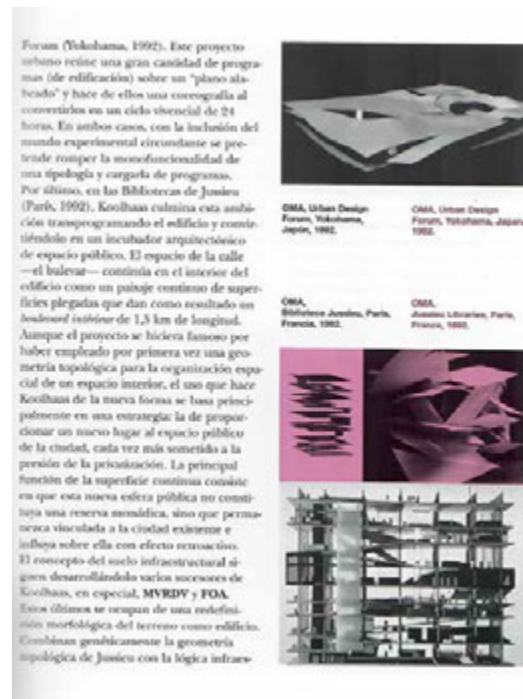 Forum (Yokohama, 1992). Este proyecto
urbano reúne una gran cantidad de progra-
mas (de edificación) sobre un "plano ala-
beado" y hace de ellos una coreografía al
convertirlos en un ciclo vivencial de 24
horas. En ambos casos, con la inclusión del
mundo experimental circundante se pre-
tende romper la monofuncionalidad de
una tipología y cargarla de programas.
Por último, en las Bibliotecas de Jussieu
(París, 1992), Koolhaas culmina esta ambi-
ción transprogramando el edificio y convir-
tiéndolo en un incubador arquitectónico
de espacio público. El espacio de la calle
—el bulevar— continúa en el interior del
edificio como un paisaje continuo de super-
ficies plegadas que dan como resultado un
boulevard intérieur de 1,5 km de longitud.
Aunque el proyecto se hiciera famoso por
haber empleado por primera vez una geo-
metría topológica para la organización espa-
cial de un espacio interior, el uso que hace
Koolhaas de la nueva forma se basa princi-
palmente en una estrategia: la de propor-
cionar un nuevo lugar al espacio público
de la ciudad, cada vez más sometido a la
presión de la privatización. La principal
función de la superficie continua consiste
en que esta nueva esfera pública no consti-
tuya una reserva monádica, sino que perma-
nezca vinculada a la ciudad existente e
influya sobre ella con efecto retroactivo.
El concepto del suelo infraestructural si-
guen desarrollándolo varios sucesores de
Koolhaas, en especial, MVRDV y FOA.
Estos últimos se ocupan de una redefini-
ción morfológica del terreno como edificio.
Combinan genéticamente la geometría
topológica de Jussieu con la lógica infraes-
OMA, Urban Design
Forum, Yokohama,
Japón, 1992.
OMA, Urban Design
Forum, Yokohama, Japan,
1992.
OMA,
Biblioteca Jussieu, París,
Francia, 1992.
OMA,
Jussieu Libraries, Paris,
France, 1992.